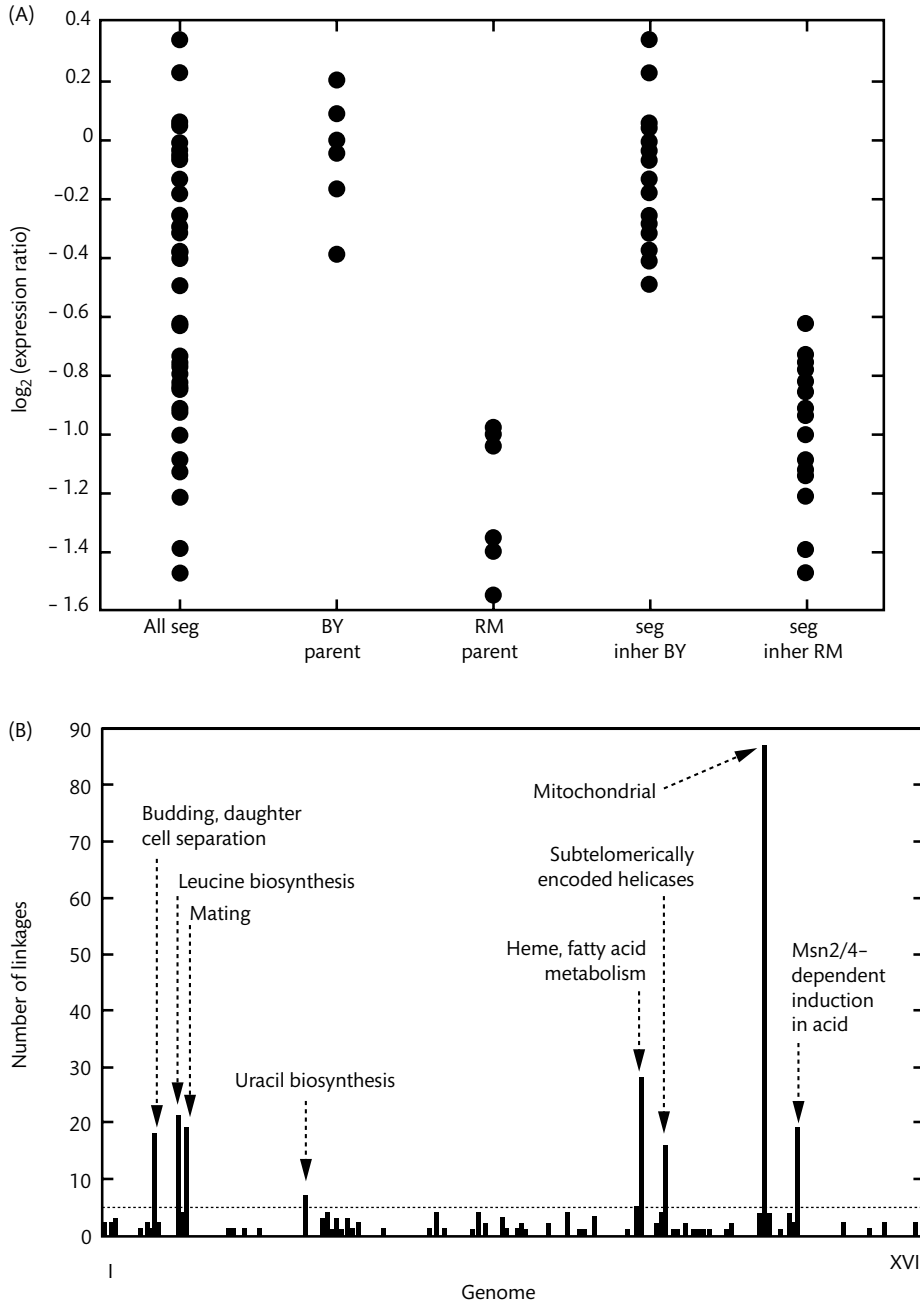 (A)
0.4
0.2
0
– 0.2
– 0.4
– 0.6
– 0.8
– 1.0
– 1.2
– 1.4
– 1.6
log2 (expression ratio)
All seg
BY
parent
RM
parent
seg
inher BY
seg
inher RM
(B)
90
80
70
60
50
40
30
20
10
0
Number of linkages
Budding, daughter
cell separation
Leucine biosynthesis
Mating
Uracil biosynthesis
Mitochondrial
Subtelomerically
encoded helicases
Heme, fatty acid
metabolism
Msn2/4–
dependent
induction
in acid
I
XVI
Genome